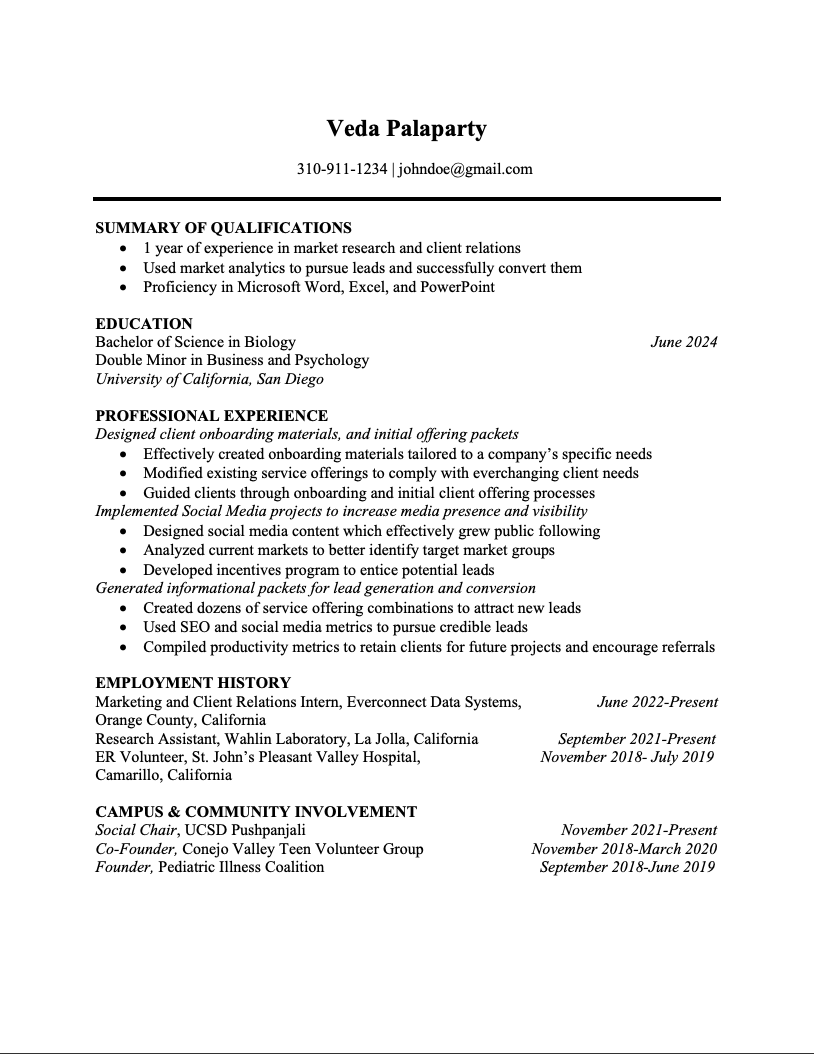 Veda Palaparty
310-911-1234 | johndoe@gmail.com
SUMMARY OF QUALIFICATIONS
• 1 year of experience in market research and client relations
• Used market analytics to pursue leads and successfully convert them
• Proficiency in Microsoft Word, Excel, and PowerPoint
EDUCATION
Bachelor of Science in Biology June 2024
Double Minor in Business and Psychology
University of California, San Diego
PROFESSIONAL EXPERIENCE
Designed client onboarding materials, and initial offering packets
• Effectively created onboarding materials tailored to a company’s specific needs
• Modified existing service offerings to comply with everchanging client needs
• Guided clients through onboarding and initial client offering processes
Implemented Social Media projects to increase media presence and visibility
• Designed social media content which effectively grew public following
• Analyzed current markets to better identify target market groups
• Developed incentives program to entice potential leads
Generated informational packets for lead generation and conversion
• Created dozens of service offering combinations to attract new leads
• Used SEO and social media metrics to pursue credible leads
• Compiled productivity metrics to retain clients for future projects and encourage referrals
EMPLOYMENT HISTORY
Marketing and Client Relations Intern, Everconnect Data Systems, June 2022-Present
Orange County, California
Research Assistant, Wahlin Laboratory, La Jolla, California September 2021-Present
ER Volunteer, St. John’s Pleasant Valley Hospital, November 2018- July 2019
Camarillo, California
CAMPUS & COMMUNITY INVOLVEMENT
Social Chair, UCSD Pushpanjali November 2021-Present
Co-Founder, Conejo Valley Teen Volunteer Group November 2018-March 2020
Founder, Pediatric Illness Coalition September 2018-June 2019